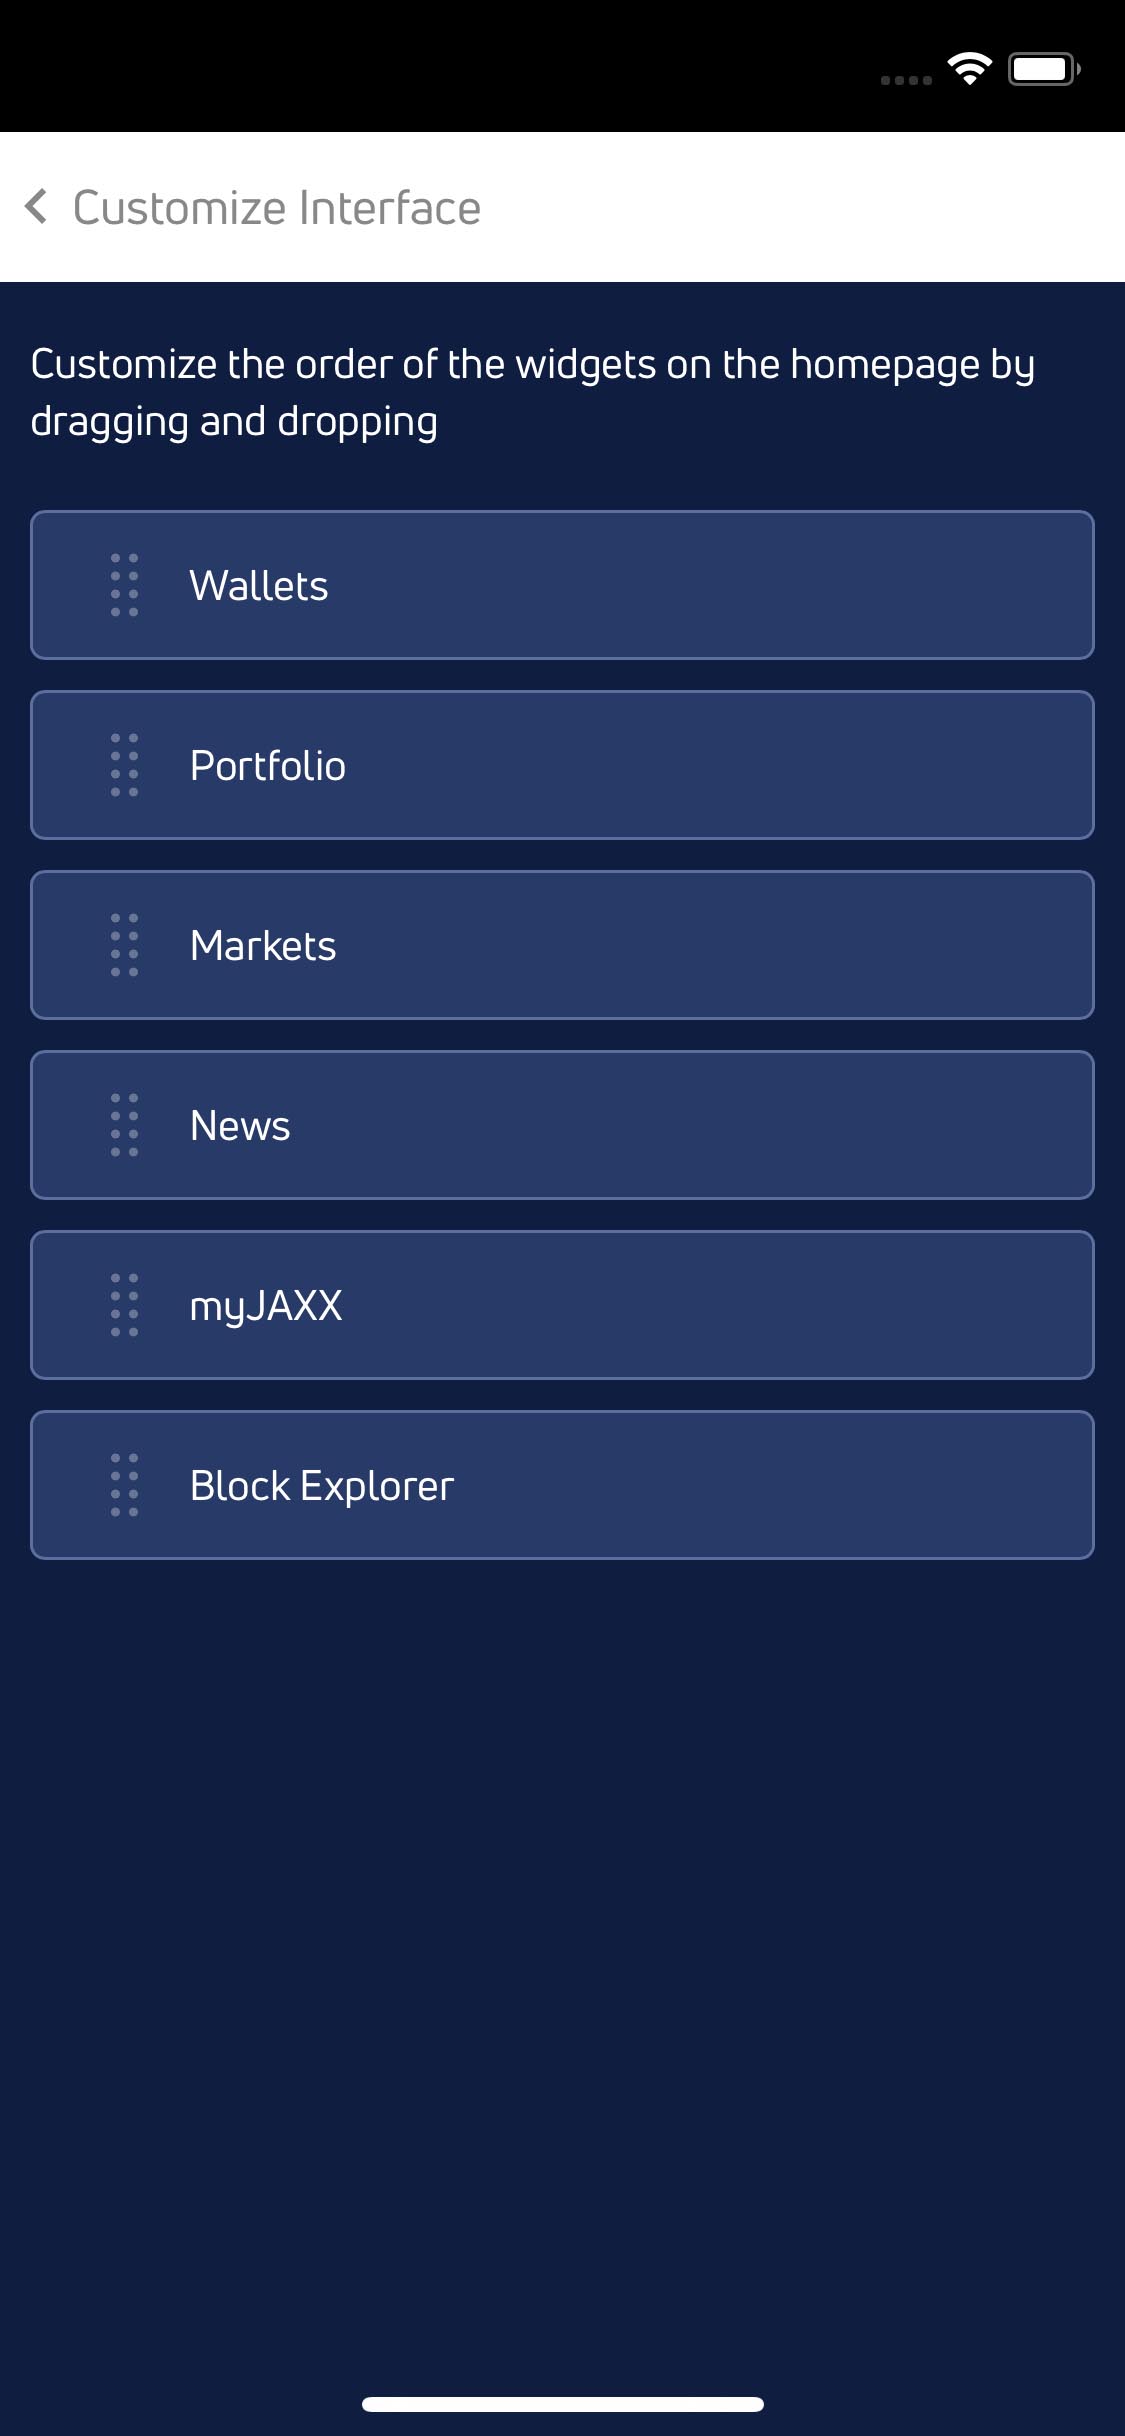 Customize Interface
Customize the order of the widgets on the homepage by
dragging and dropping
Wallets
Portfolio
Markets
News
myJAXX
Block Explorer